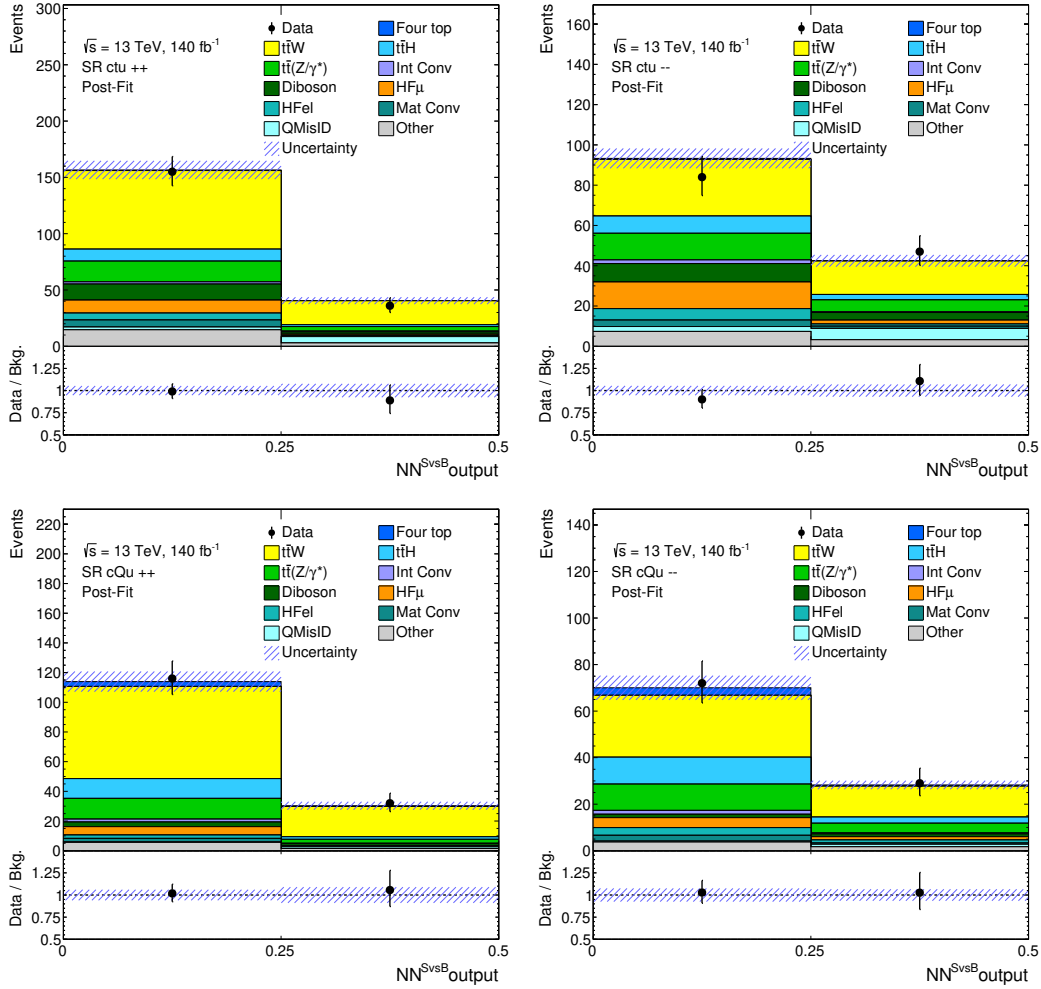 Events
300
250
200
150
100
50
0
√s = 13 TeV, 140 fb⁻¹
SR ctu ++
Post-Fit
Data
Four top
tt̄W
tt̄H
tt̄(Z/γ*)
Int Conv
Diboson
HFμ
HFel
Mat Conv
QMisID
Other
Uncertainty
Data / Bkg.
1.25
1
0.75
0.5
0
0.25
0.5
NN^SvsB output
Events
160
140
120
100
80
60
40
20
0
√s = 13 TeV, 140 fb⁻¹
SR ctu --
Post-Fit
Data
Four top
tt̄W
tt̄H
tt̄(Z/γ*)
Int Conv
Diboson
HFμ
HFel
Mat Conv
QMisID
Other
Uncertainty
Data / Bkg.
1.25
1
0.75
0.5
0
0.25
0.5
NN^SvsB output
Events
220
200
180
160
140
120
100
80
60
40
20
0
√s = 13 TeV, 140 fb⁻¹
SR cQu ++
Post-Fit
Data
Four top
tt̄W
tt̄H
tt̄(Z/γ*)
Int Conv
Diboson
HFμ
HFel
Mat Conv
QMisID
Other
Uncertainty
Data / Bkg.
1.25
1
0.75
0.5
0
0.25
0.5
NN^SvsB output
Events
140
120
100
80
60
40
20
0
√s = 13 TeV, 140 fb⁻¹
SR cQu --
Post-Fit
Data
Four top
tt̄W
tt̄H
tt̄(Z/γ*)
Int Conv
Diboson
HFμ
HFel
Mat Conv
QMisID
Other
Uncertainty
Data / Bkg.
1.25
1
0.75
0.5
0
0.25
0.5
NN^SvsB output